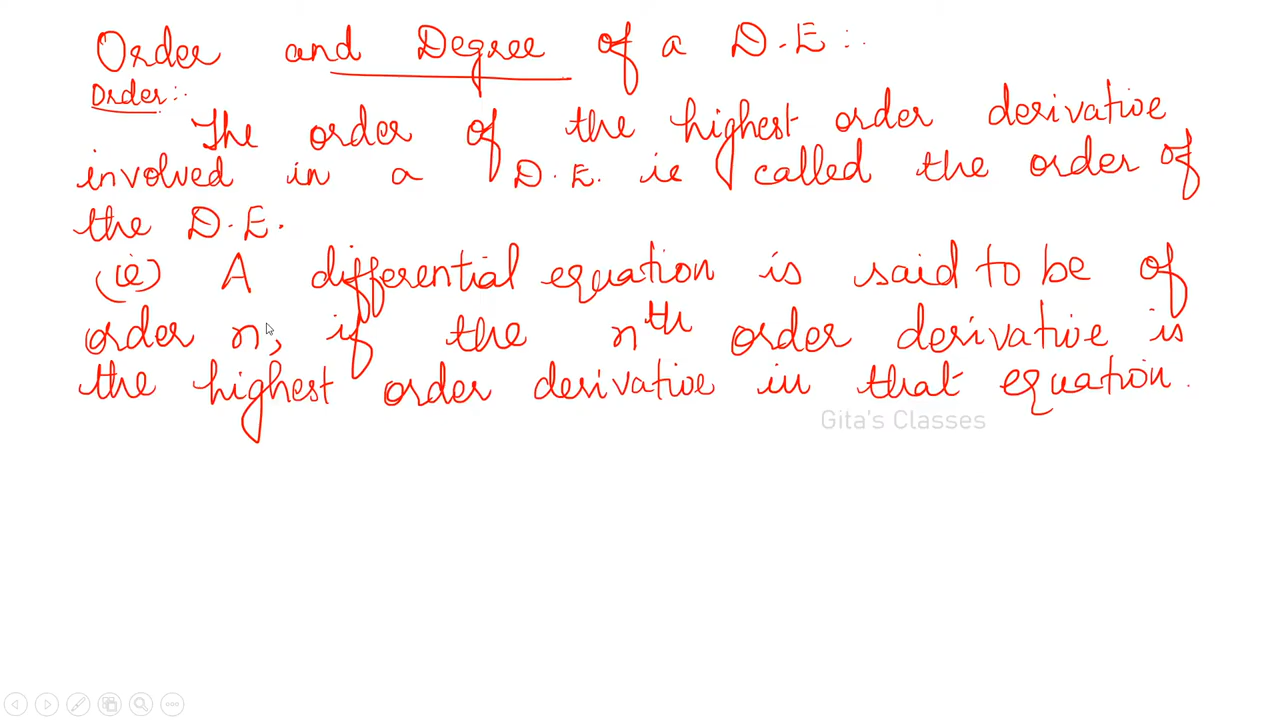 Order and Degree of a D.E :.
Order :.
The order of the highest order derivative
involved in a D.E. is called the order of
the D.E.
(ie) A differential equation is said to be of
order n, if the nth order derivative is
the highest order derivative in that equation.
Gita's Classes